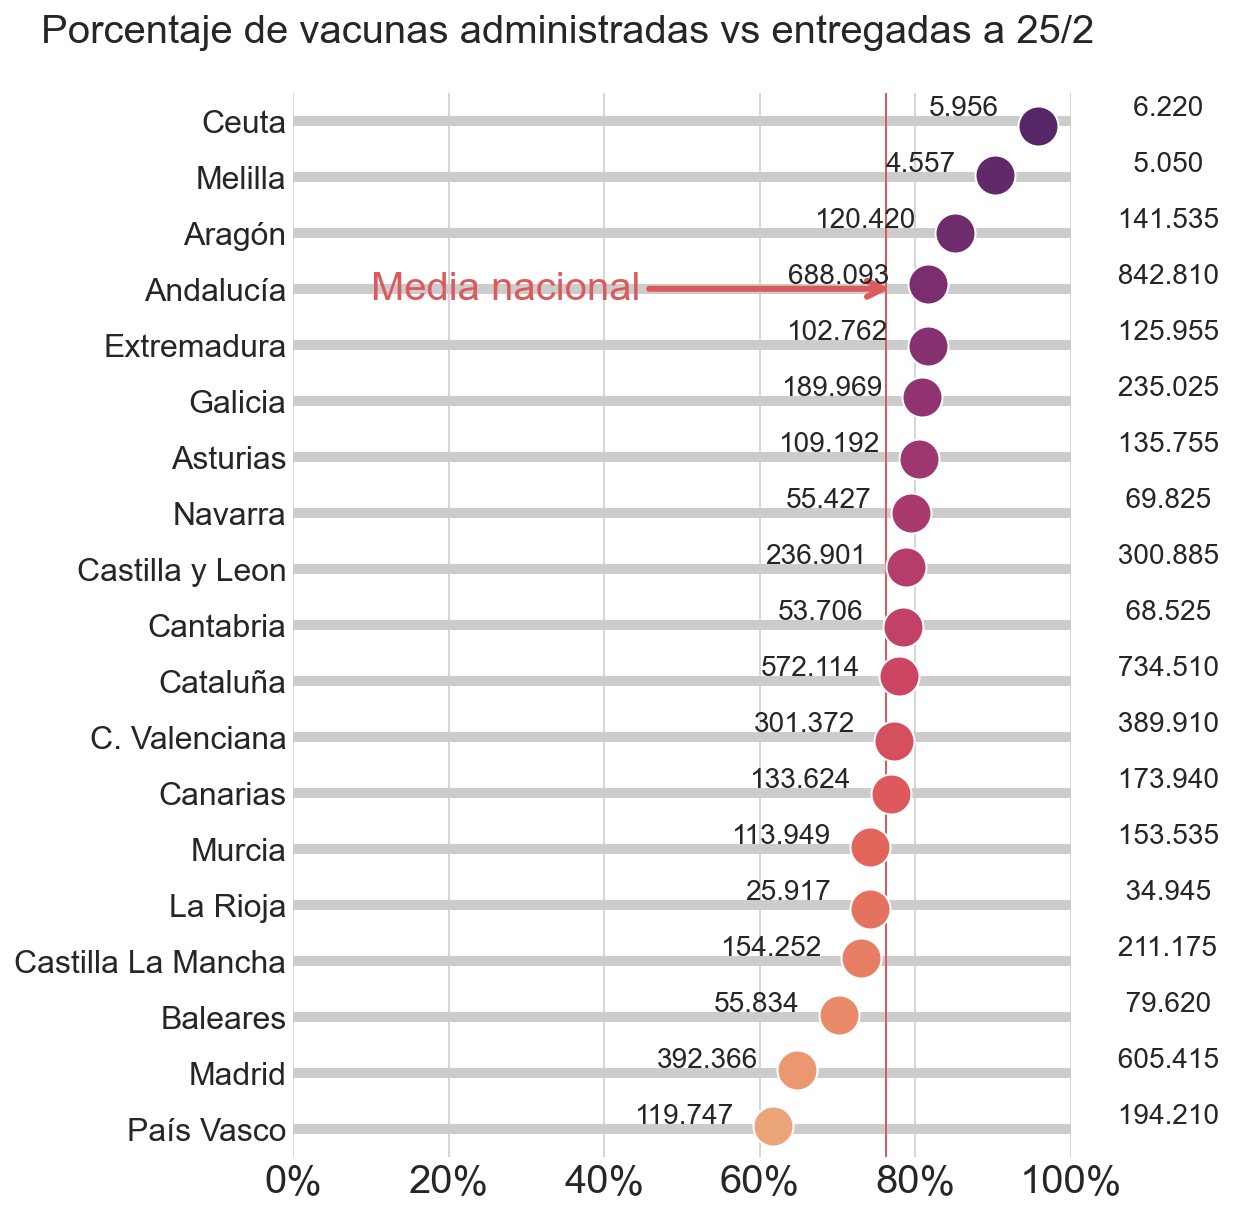 Porcentaje de vacunas administradas vs entregadas a 25/2
Ceuta 5.956 6.220
Melilla 4.557 5.050
Aragón 120.420 141.535
Andalucía Media nacional 688.093 842.810
Extremadura 102.762 125.955
Galicia 189.969 235.025
Asturias 109.192 135.755
Navarra 55.427 69.825
Castilla y Leon 236.901 300.885
Cantabria 53.706 68.525
Cataluña 572.114 734.510
C. Valenciana 301.372 389.910
Canarias 133.624 173.940
Murcia 113.949 153.535
La Rioja 25.917 34.945
Castilla La Mancha 154.252 211.175
Baleares 55.834 79.620
Madrid 392.366 605.415
País Vasco 119.747 194.210
0% 20% 40% 60% 80% 100%